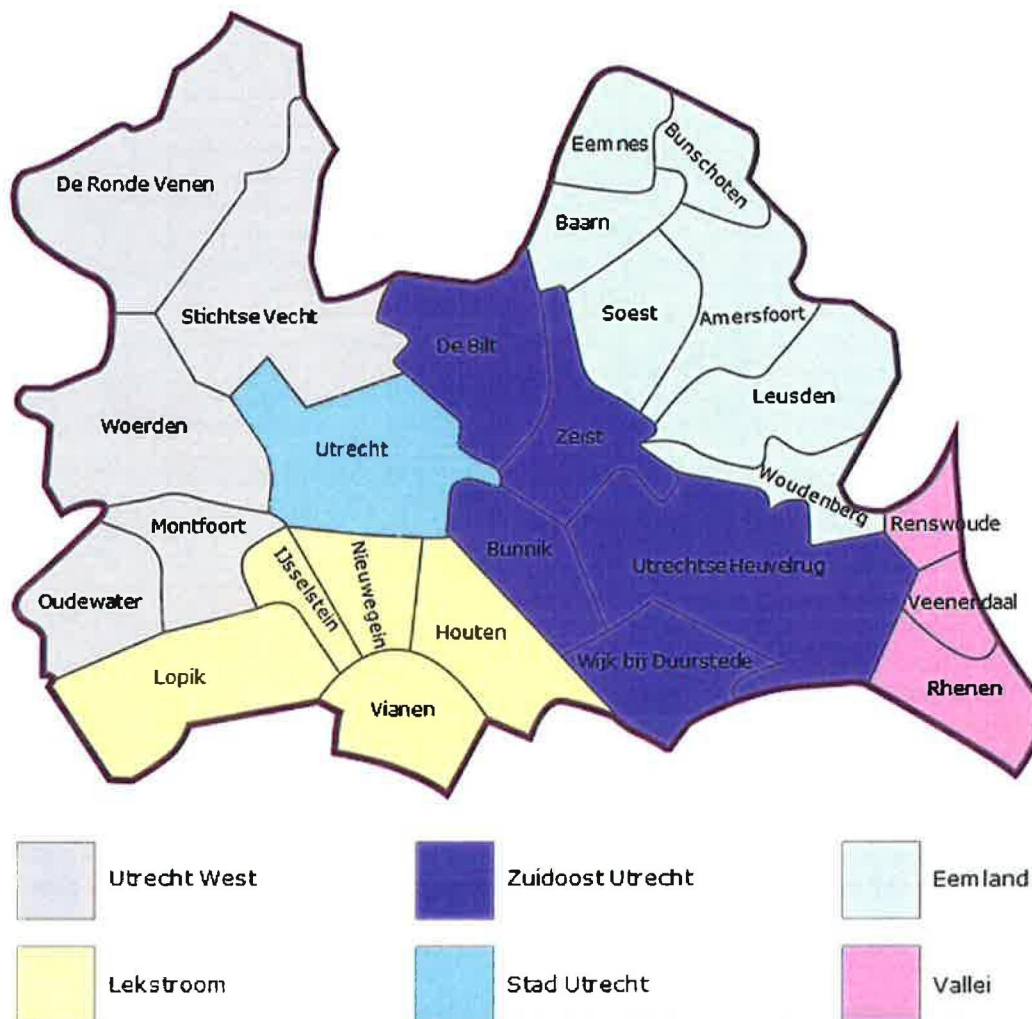 Eemnes
Bunschoten
De Ronde Venen
Baarn
Stichtse Vecht
Soest
Amersfoort
De Bilt
Leusden
Woerden
Zeist
Utrecht
Woudenberg
Montfoort
Renswoude
IJsselstein
Nieuwegein
Bunnik
Utrechtse Heuvelrug
Oudewater
Veenendaal
Houten
Wijk bij Duurstede
Lopik
Rhenen
Vianen
Utrecht West
Zuidoost Utrecht
Eemland
Lekstroom
Stad Utrecht
Vallei